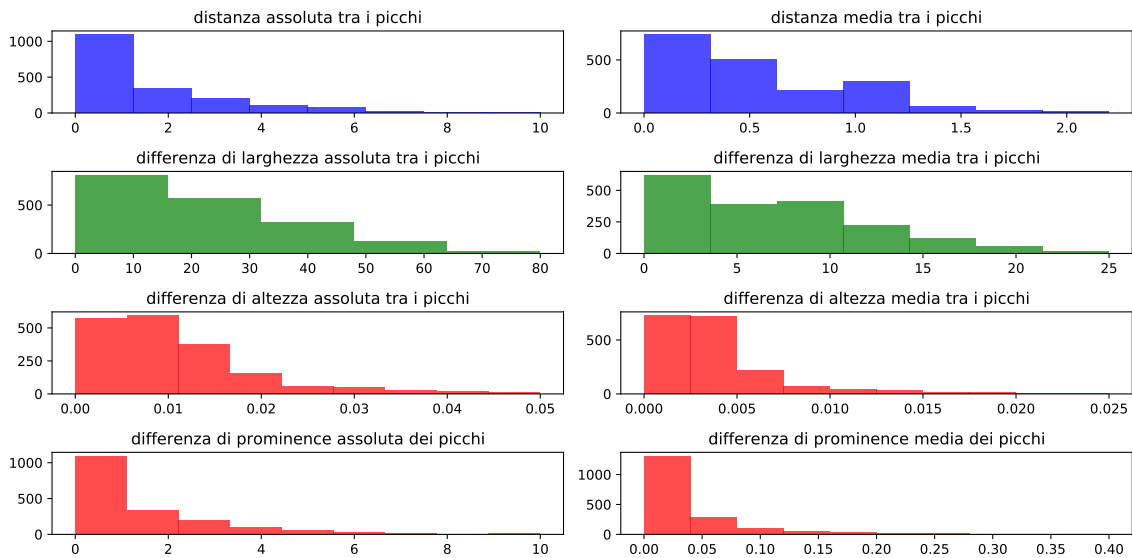 distanza assoluta tra i picchi
1000
500
0
0 2 4 6 8 10
distanza media tra i picchi
500
0
0.0 0.5 1.0 1.5 2.0
differenza di larghezza assoluta tra i picchi
500
0
0 10 20 30 40 50 60 70 80
differenza di larghezza media tra i picchi
500
250
0
0 5 10 15 20 25
differenza di altezza assoluta tra i picchi
500
250
0
0.00 0.01 0.02 0.03 0.04 0.05
differenza di altezza media tra i picchi
500
0
0.000 0.005 0.010 0.015 0.020 0.025
differenza di prominence assoluta dei picchi
1000
500
0
0 2 4 6 8 10
differenza di prominence media dei picchi
1000
500
0
0.00 0.05 0.10 0.15 0.20 0.25 0.30 0.35 0.40